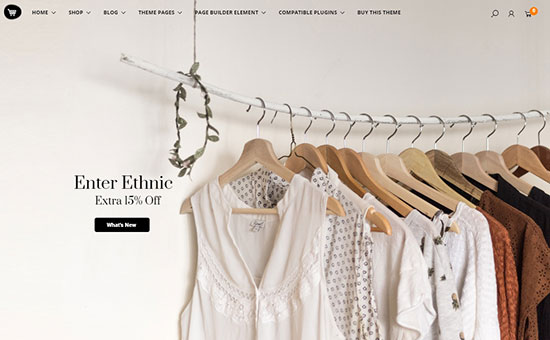 HOME SHOP BLOG THEME PAGES PAGE BUILDER ELEMENT COMPATIBLE PLUGINS BUY THIS THEME
Enter Ethnic
Extra 15% Off
What's New